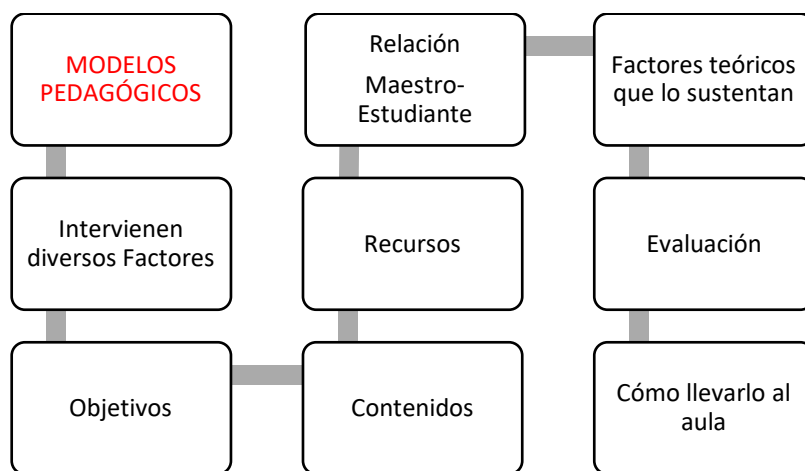 MODELOS
PEDAGÓGICOS
Intervienen
diversos Factores
Objetivos
Contenidos
Recursos
Relación
Maestro-
Estudiante
Factores teóricos
que lo sustentan
Evaluación
Cómo llevarlo al
aula